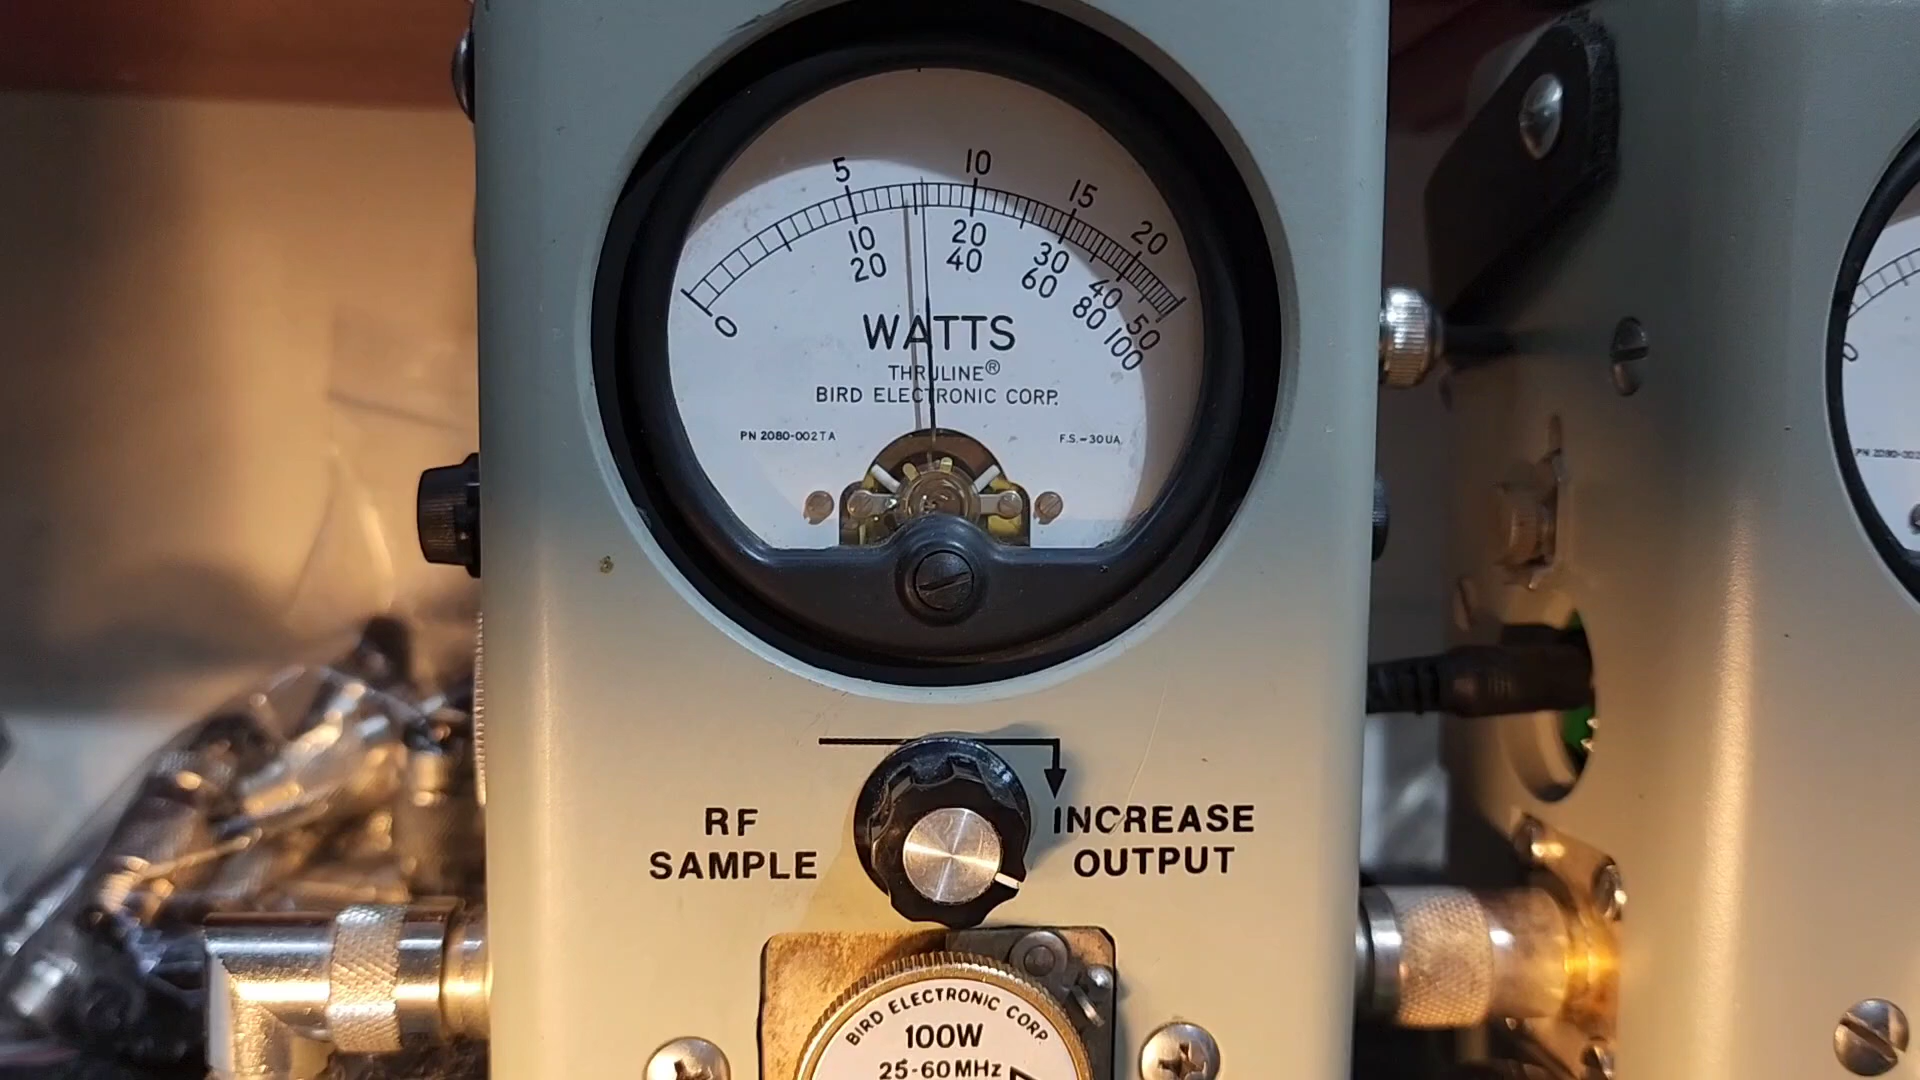 5 10 15 20
10 20 30 40 50
0 20 40 60 80 100
WATTS
THRULINE®
BIRD ELECTRONIC CORP.
PN 2080-002TA F.S.-30UA
RF
SAMPLE
INCREASE
OUTPUT
BIRD ELECTRONIC CORP
100W
25-60MHz
0